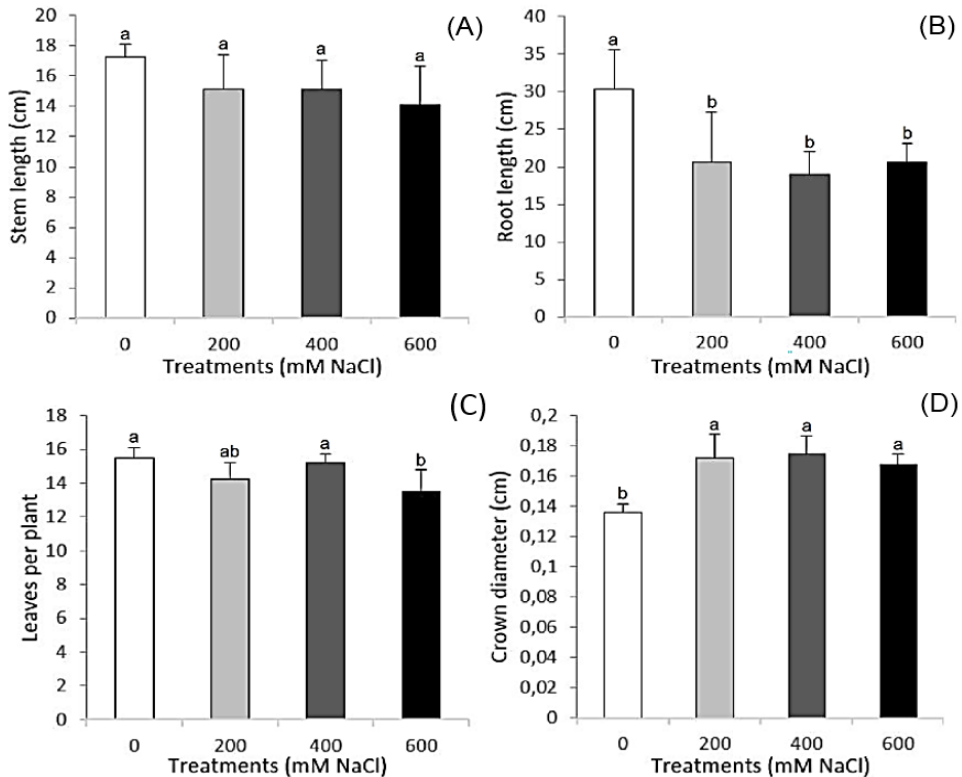 (A)
20
18
16
14
12
10
8
6
4
2
0
Stem length (cm)
a
a
a
a
0 200 400 600
Treatments (mM NaCl)
(B)
40
35
30
25
20
15
10
5
0
Root length (cm)
a
b
b
b
0 200 400 600
Treatments (mM NaCl)
(C)
18
16
14
12
10
8
6
4
2
0
Leaves per plant
a
ab
a
b
0 200 400 600
Treatments (mM NaCl)
(D)
0,2
0,18
0,16
0,14
0,12
0,1
0,08
0,06
0,04
0,02
0
Crown diameter (cm)
b
a
a
a
0 200 400 600
Treatments (mM NaCl)